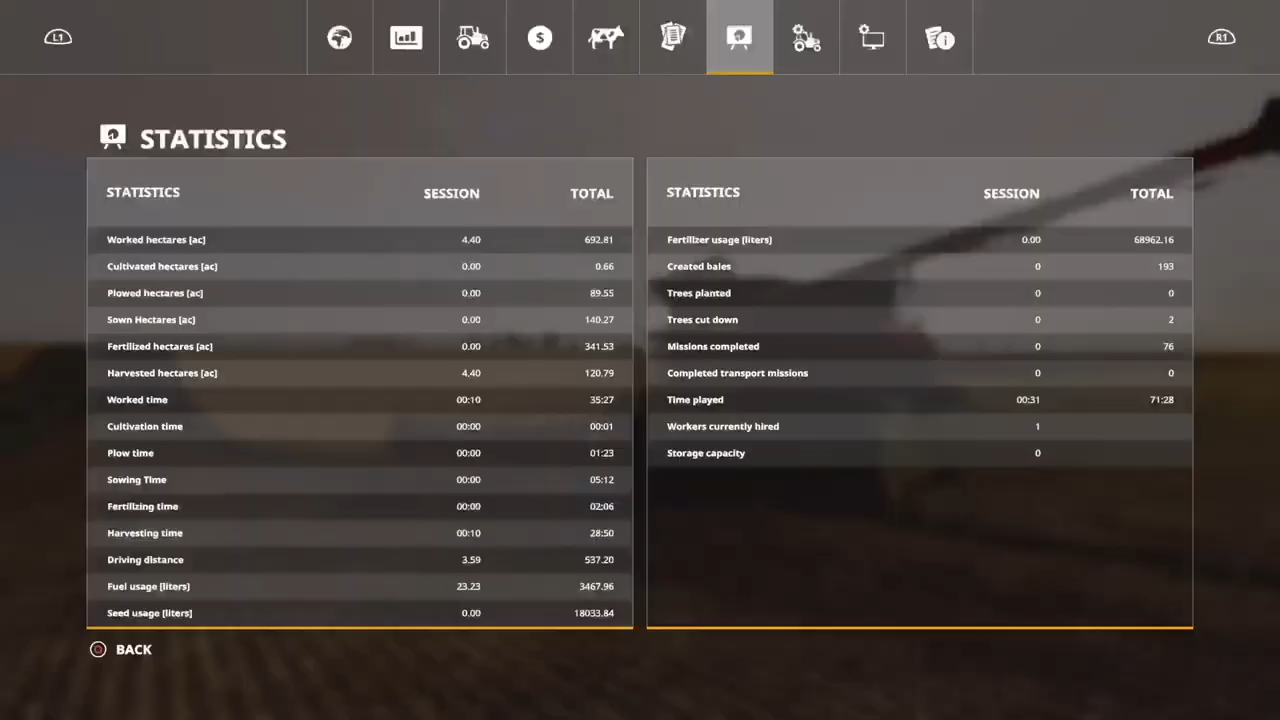 L1
$
R1
STATISTICS
STATISTICS SESSION TOTAL
Worked hectares [ac] 4.40 692.81
Cultivated hectares [ac] 0.00 0.66
Plowed hectares [ac] 0.00 89.55
Sown Hectares [ac] 0.00 140.27
Fertilized hectares [ac] 0.00 341.53
Harvested hectares [ac] 4.40 120.79
Worked time 00:10 35:27
Cultivation time 00:00 00:01
Plow time 00:00 01:23
Sowing Time 00:00 05:12
Fertilizing time 00:00 02:06
Harvesting time 00:10 28:50
Driving distance 3.59 537.20
Fuel usage [liters] 23.23 3467.96
Seed usage [liters] 0.00 18033.84
STATISTICS SESSION TOTAL
Fertilizer usage [liters] 0.00 68962.16
Created bales 0 193
Trees planted 0 0
Trees cut down 0 2
Missions completed 0 76
Completed transport missions 0 0
Time played 00:31 71:28
Workers currently hired 1
Storage capacity 0
BACK